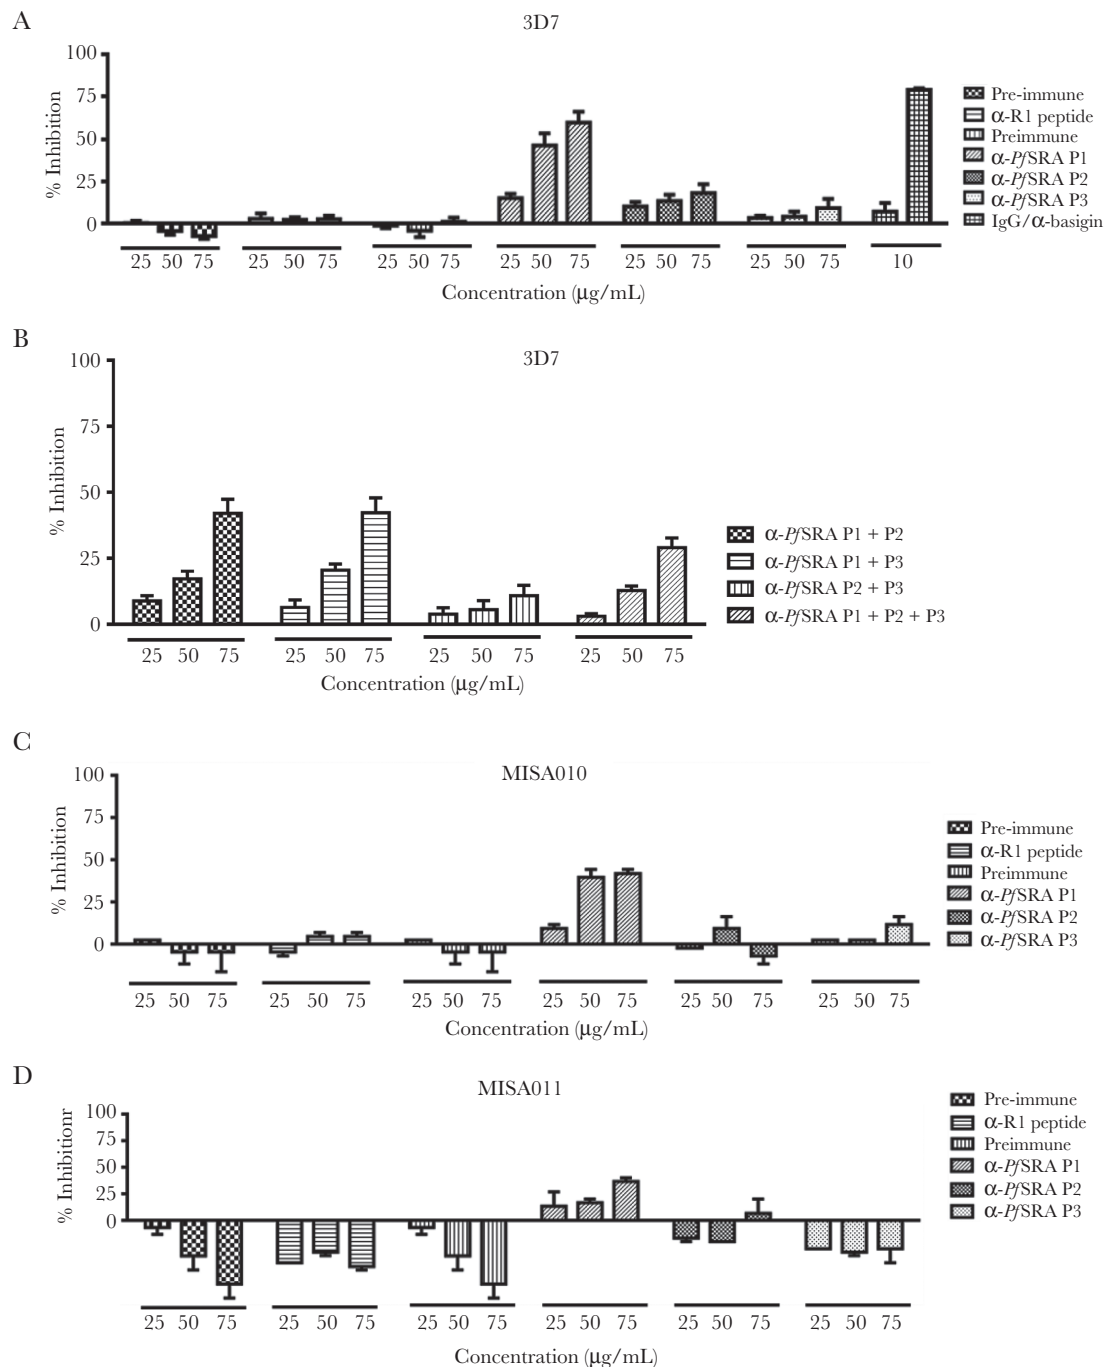 A
3D7
100
75
50
25
0
% Inhibition
25 50 75 25 50 75 25 50 75 25 50 75 25 50 75 25 50 75 10
Concentration (μg/mL)
Pre-immune
α-R1 peptide
Preimmune
α-PfSRA P1
α-PfSRA P2
α-PfSRA P3
IgG/α-basigin
B
3D7
100
75
50
25
0
% Inhibition
25 50 75 25 50 75 25 50 75 25 50 75
Concentration (μg/mL)
α-PfSRA P1 + P2
α-PfSRA P1 + P3
α-PfSRA P2 + P3
α-PfSRA P1 + P2 + P3
C
MISA010
100
75
50
25
0
% Inhibition
25 50 75 25 50 75 25 50 75 25 50 75 25 50 75 25 50 75
Concentration (μg/mL)
Pre-immune
α-R1 peptide
Preimmune
α-PfSRA P1
α-PfSRA P2
α-PfSRA P3
D
MISA011
100
75
50
25
0
% Inhibitionr
25 50 75 25 50 75 25 50 75 25 50 75 25 50 75 25 50 75
Concentration (μg/mL)
Pre-immune
α-R1 peptide
Preimmune
α-PfSRA P1
α-PfSRA P2
α-PfSRA P3